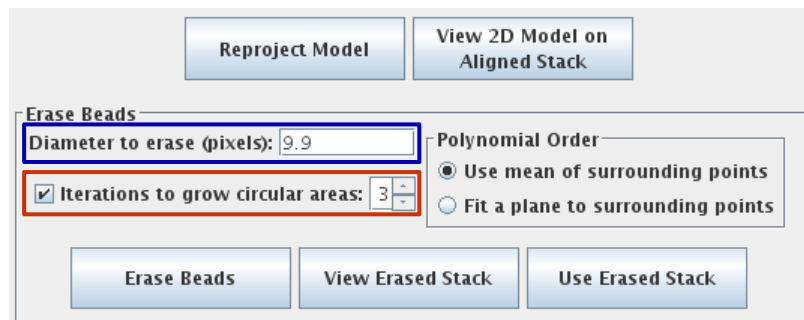 Reproject Model
View 2D Model on
Aligned Stack
Erase Beads
Diameter to erase (pixels): 9.9
Iterations to grow circular areas: 3
Polynomial Order
Use mean of surrounding points
Fit a plane to surrounding points
Erase Beads
View Erased Stack
Use Erased Stack